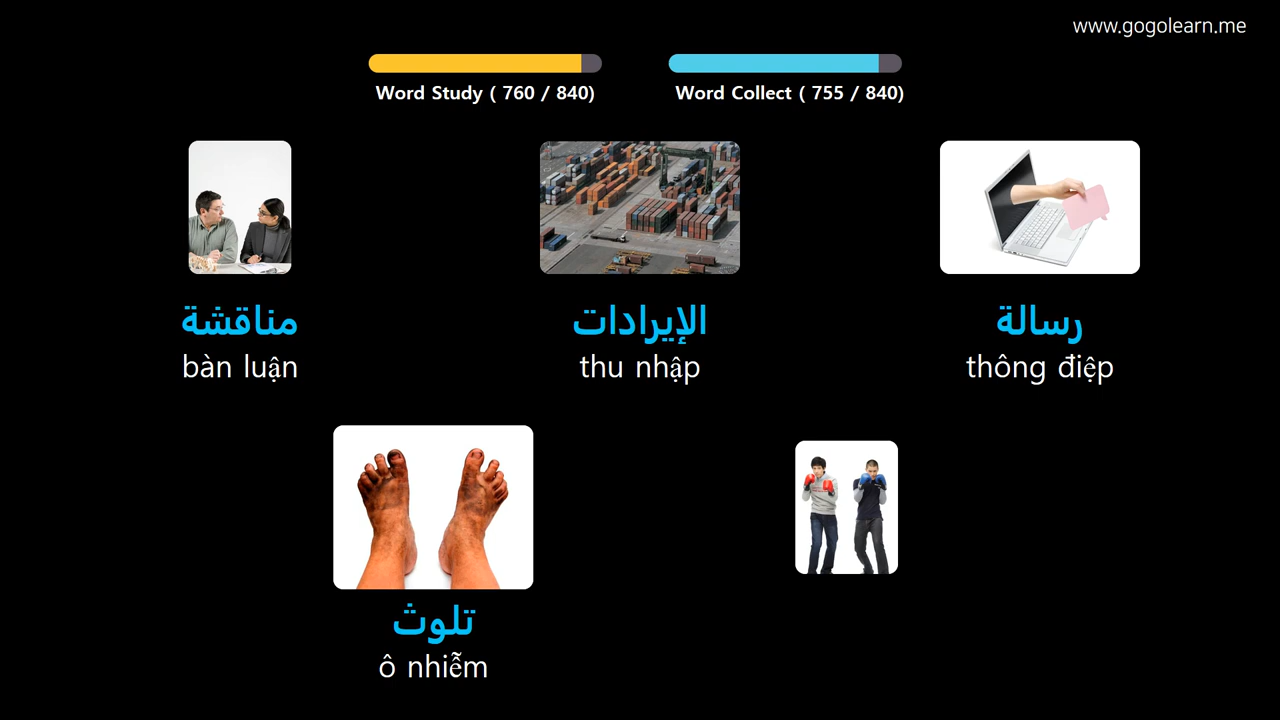 www.gogolearn.me
Word Study ( 760 / 840)
Word Collect ( 755 / 840)
مناقشة
bàn luận
الإيرادات
thu nhập
رسالة
thông điệp
تلوث
ô nhiễm